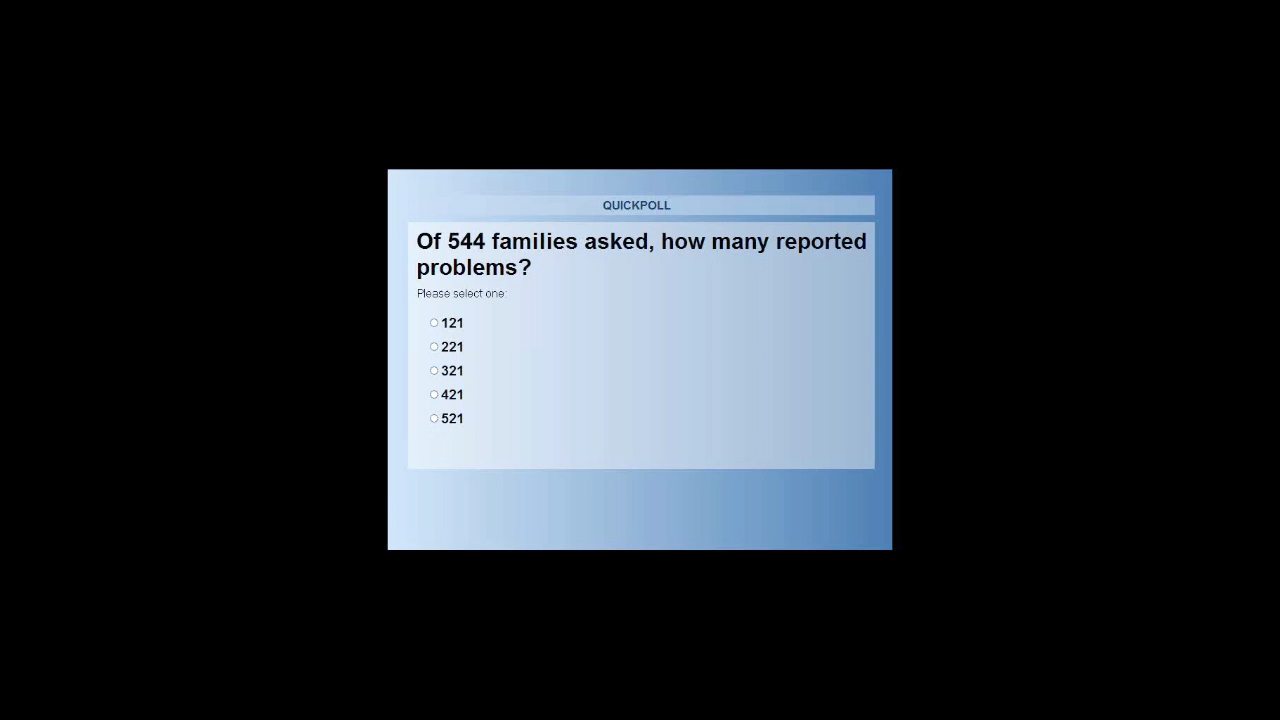 QUICKPOLL
Of 544 families asked, how many reported
problems?
Please select one:
121
221
321
421
521